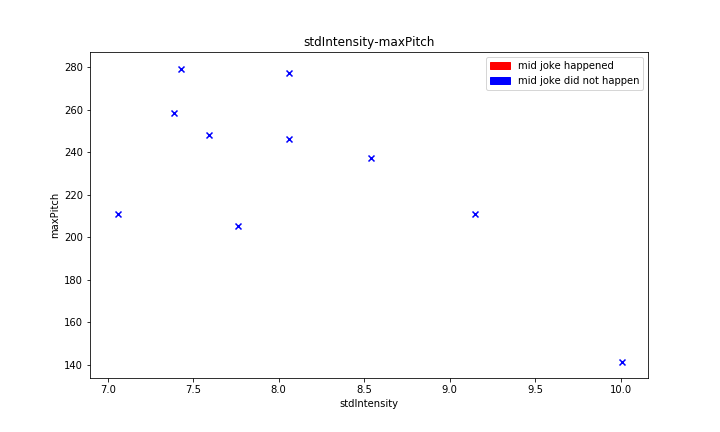 stdIntensity-maxPitch
mid joke happened
mid joke did not happen
maxPitch
280
260
240
220
200
180
160
140
7.0 7.5 8.0 8.5 9.0 9.5 10.0
stdIntensity